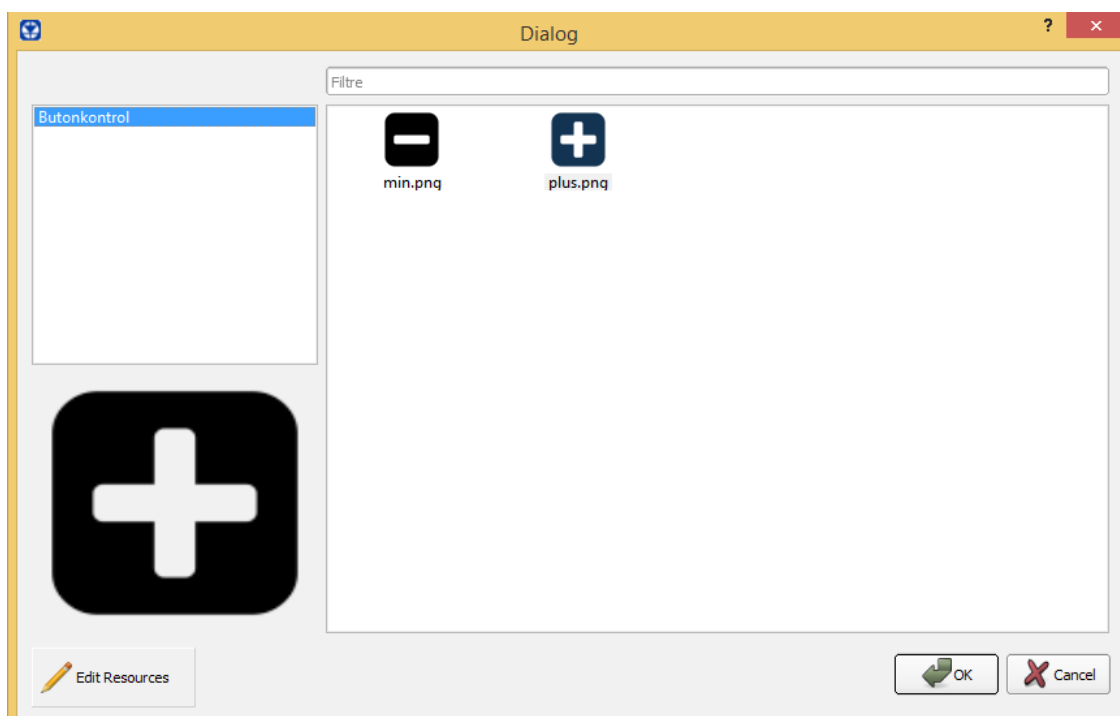 Dialog
?
Filtre
Butonkontrol
min.png
plus.png
Edit Resources
OK
Cancel